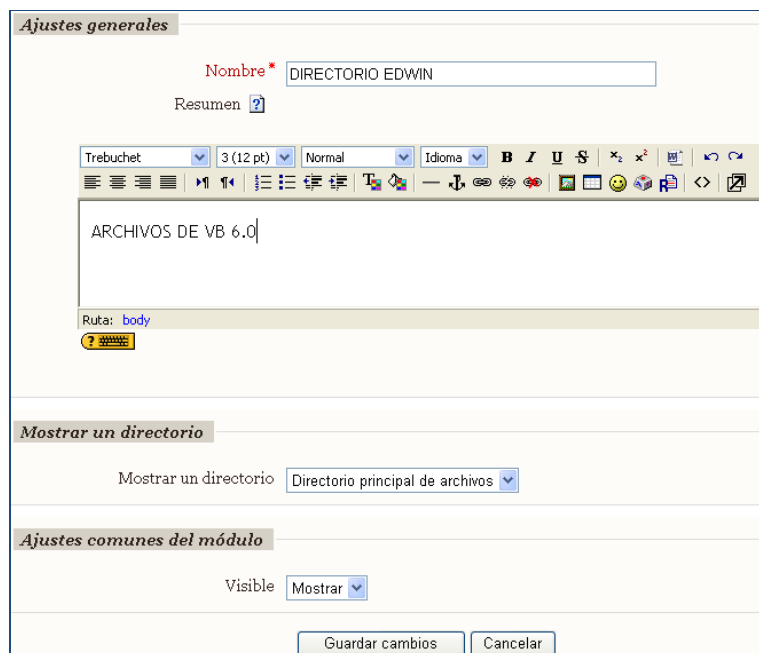 Ajustes generales
Nombre*
DIRECTORIO EDWIN
Resumen ?
Trebuchet 3 (12 pt) Normal Idioma B I U S x₂ x²
ARCHIVOS DE VB 6.0
Ruta: body
?
Mostrar un directorio
Mostrar un directorio Directorio principal de archivos
Ajustes comunes del módulo
Visible Mostrar
Guardar cambios Cancelar